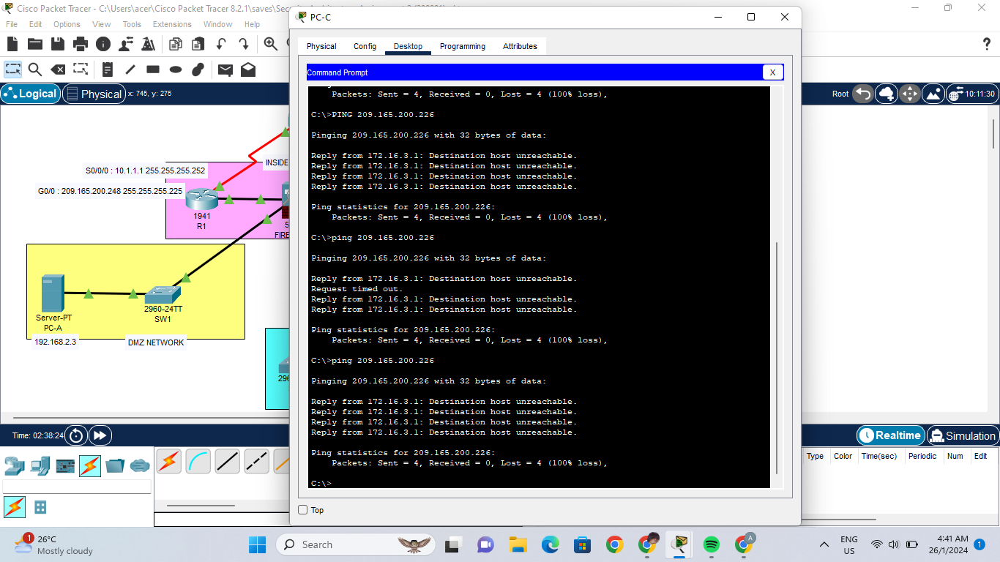 Cisco Packet Tracer - C:\Users\acer\Cisco Packet Tracer 8.2.1\saves\Sec
PC-C
File Edit Options View Tools Extensions Window Help
Physical Config Desktop Programming Attributes
Command Prompt X
Logical Physical x: 745, y: 275
Root 10:11:30
Packets: Sent = 4, Received = 0, Lost = 4 (100% loss),
C:\>PING 209.165.200.226
Pinging 209.165.200.226 with 32 bytes of data:
Reply from 172.16.3.1: Destination host unreachable.
Reply from 172.16.3.1: Destination host unreachable.
Reply from 172.16.3.1: Destination host unreachable.
Reply from 172.16.3.1: Destination host unreachable.
Ping statistics for 209.165.200.226:
Packets: Sent = 4, Received = 0, Lost = 4 (100% loss),
C:\>ping 209.165.200.226
Pinging 209.165.200.226 with 32 bytes of data:
Reply from 172.16.3.1: Destination host unreachable.
Request timed out.
Reply from 172.16.3.1: Destination host unreachable.
Reply from 172.16.3.1: Destination host unreachable.
Ping statistics for 209.165.200.226:
Packets: Sent = 4, Received = 0, Lost = 4 (100% loss),
C:\>ping 209.165.200.226
Pinging 209.165.200.226 with 32 bytes of data:
Reply from 172.16.3.1: Destination host unreachable.
Reply from 172.16.3.1: Destination host unreachable.
Reply from 172.16.3.1: Destination host unreachable.
Reply from 172.16.3.1: Destination host unreachable.
Ping statistics for 209.165.200.226:
Packets: Sent = 4, Received = 0, Lost = 4 (100% loss),
C:\>
Top
INSIDE
S0/0/0 : 10.1.1.1 255.255.255.252
G0/0 : 209.165.200.248 255.255.255.225
1941
R1
5
FIRE
2960-24TT
SW1
Server-PT
PC-A
192.168.2.3
DMZ NETWORK
296
Time: 02:38:24
Realtime Simulation
Type Color Time(sec) Periodic Num Edit
1
26°C
Mostly cloudy
Search
A
ENG
US
4:41 AM
26/1/2024
1